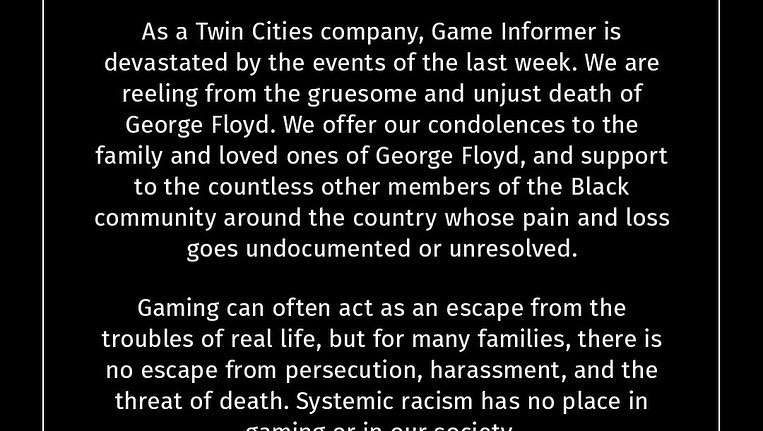 As a Twin Cities company, Game Informer is
devastated by the events of the last week. We are
reeling from the gruesome and unjust death of
George Floyd. We offer our condolences to the
family and loved ones of George Floyd, and support
to the countless other members of the Black
community around the country whose pain and loss
goes undocumented or unresolved.
Gaming can often act as an escape from the
troubles of real life, but for many families, there is
no escape from persecution, harassment, and the
threat of death. Systemic racism has no place in
gaming or in our society.